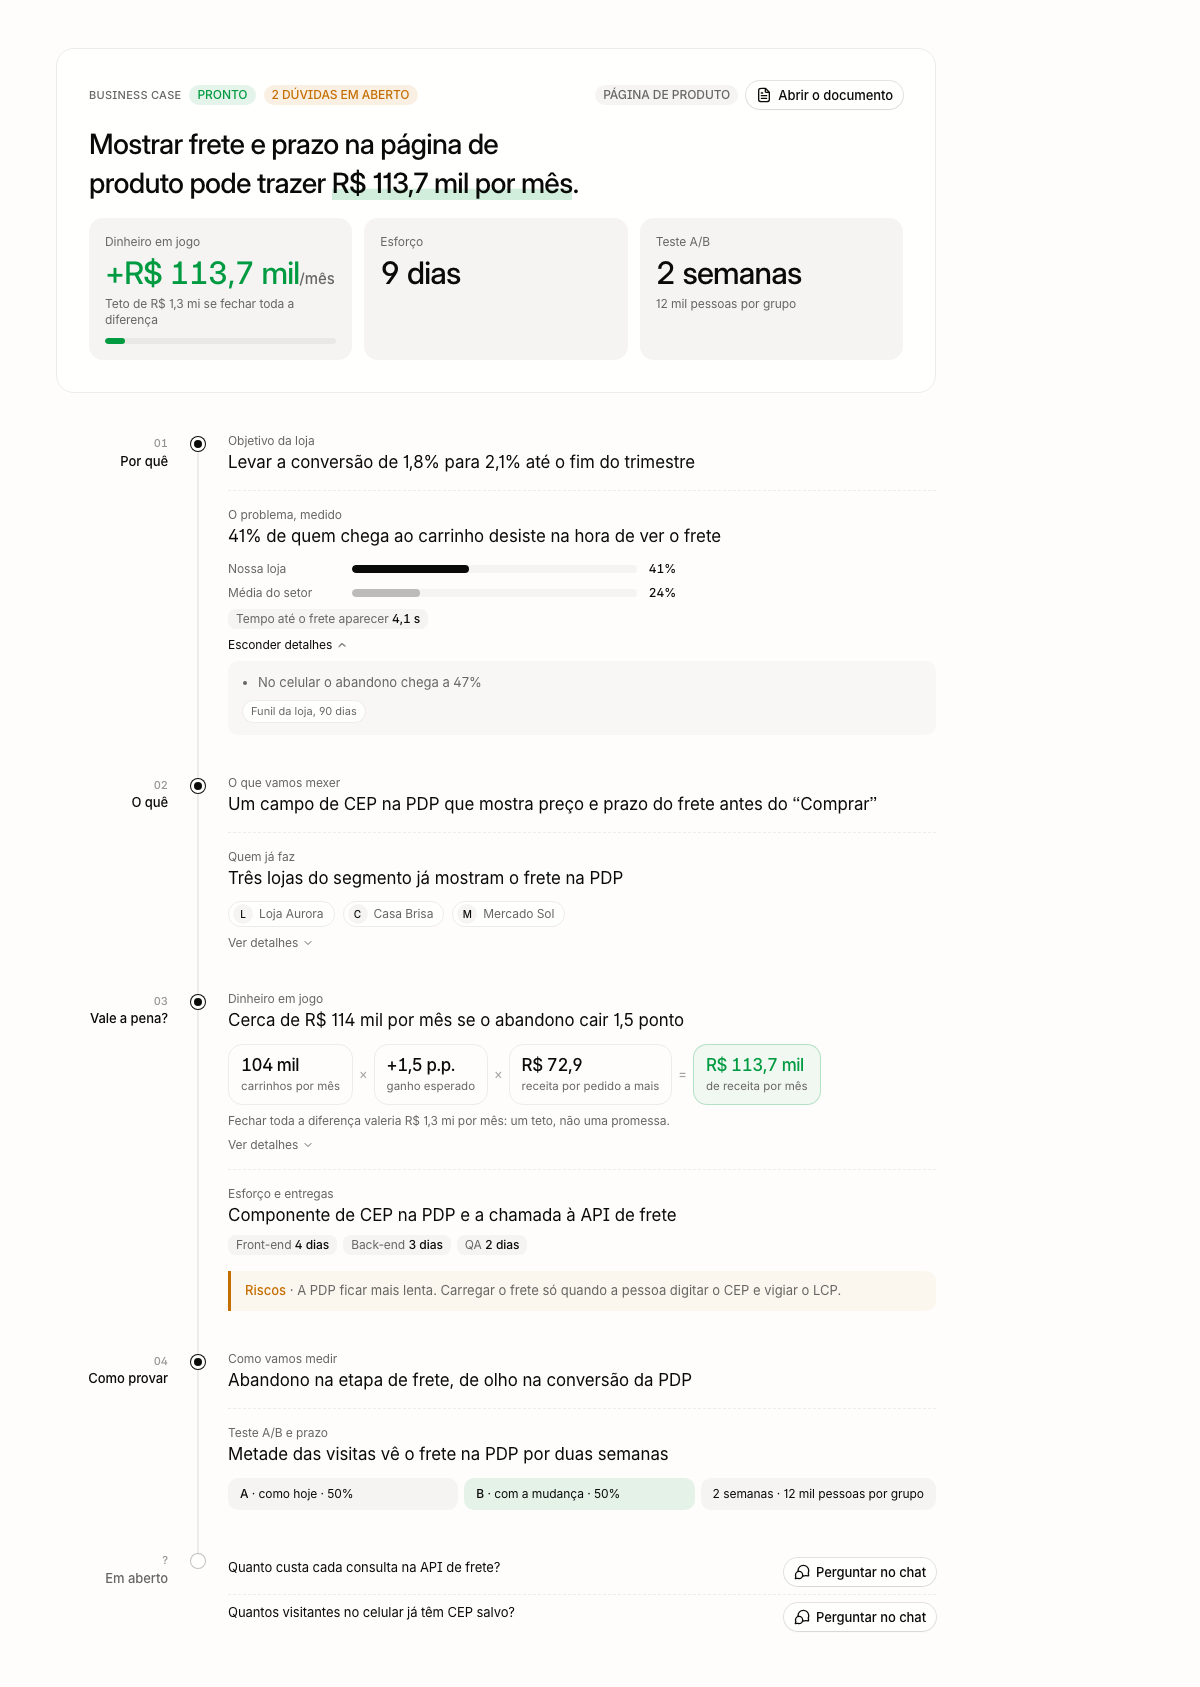 BUSINESS CASE PRONTO 2 DÚVIDAS EM ABERTO PÁGINA DE PRODUTO Abrir o documento
Mostrar frete e prazo na página de
produto pode trazer R$ 113,7 mil por mês.
Dinheiro em jogo
+R$ 113,7 mil/mês
Teto de R$ 1,3 mi se fechar toda a
diferença
Esforço
9 dias
Teste A/B
2 semanas
12 mil pessoas por grupo
01
Por quê
Objetivo da loja
Levar a conversão de 1,8% para 2,1% até o fim do trimestre
O problema, medido
41% de quem chega ao carrinho desiste na hora de ver o frete
Nossa loja 41%
Média do setor 24%
Tempo até o frete aparecer 4,1 s
Esconder detalhes
• No celular o abandono chega a 47%
Funil da loja, 90 dias
02
O quê
O que vamos mexer
Um campo de CEP na PDP que mostra preço e prazo do frete antes do “Comprar”
Quem já faz
Três lojas do segmento já mostram o frete na PDP
L Loja Aurora C Casa Brisa M Mercado Sol
Ver detalhes
03
Vale a pena?
Dinheiro em jogo
Cerca de R$ 114 mil por mês se o abandono cair 1,5 ponto
104 mil
carrinhos por mês
×
+1,5 p.p.
ganho esperado
×
R$ 72,9
receita por pedido a mais
=
R$ 113,7 mil
de receita por mês
Fechar toda a diferença valeria R$ 1,3 mi por mês: um teto, não uma promessa.
Ver detalhes
Esforço e entregas
Componente de CEP na PDP e a chamada à API de frete
Front-end 4 dias Back-end 3 dias QA 2 dias
Riscos · A PDP ficar mais lenta. Carregar o frete só quando a pessoa digitar o CEP e vigiar o LCP.
04
Como provar
Como vamos medir
Abandono na etapa de frete, de olho na conversão da PDP
Teste A/B e prazo
Metade das visitas vê o frete na PDP por duas semanas
A · como hoje · 50% B · com a mudança · 50% 2 semanas · 12 mil pessoas por grupo
?
Em aberto
Quanto custa cada consulta na API de frete? Perguntar no chat
Quantos visitantes no celular já têm CEP salvo? Perguntar no chat